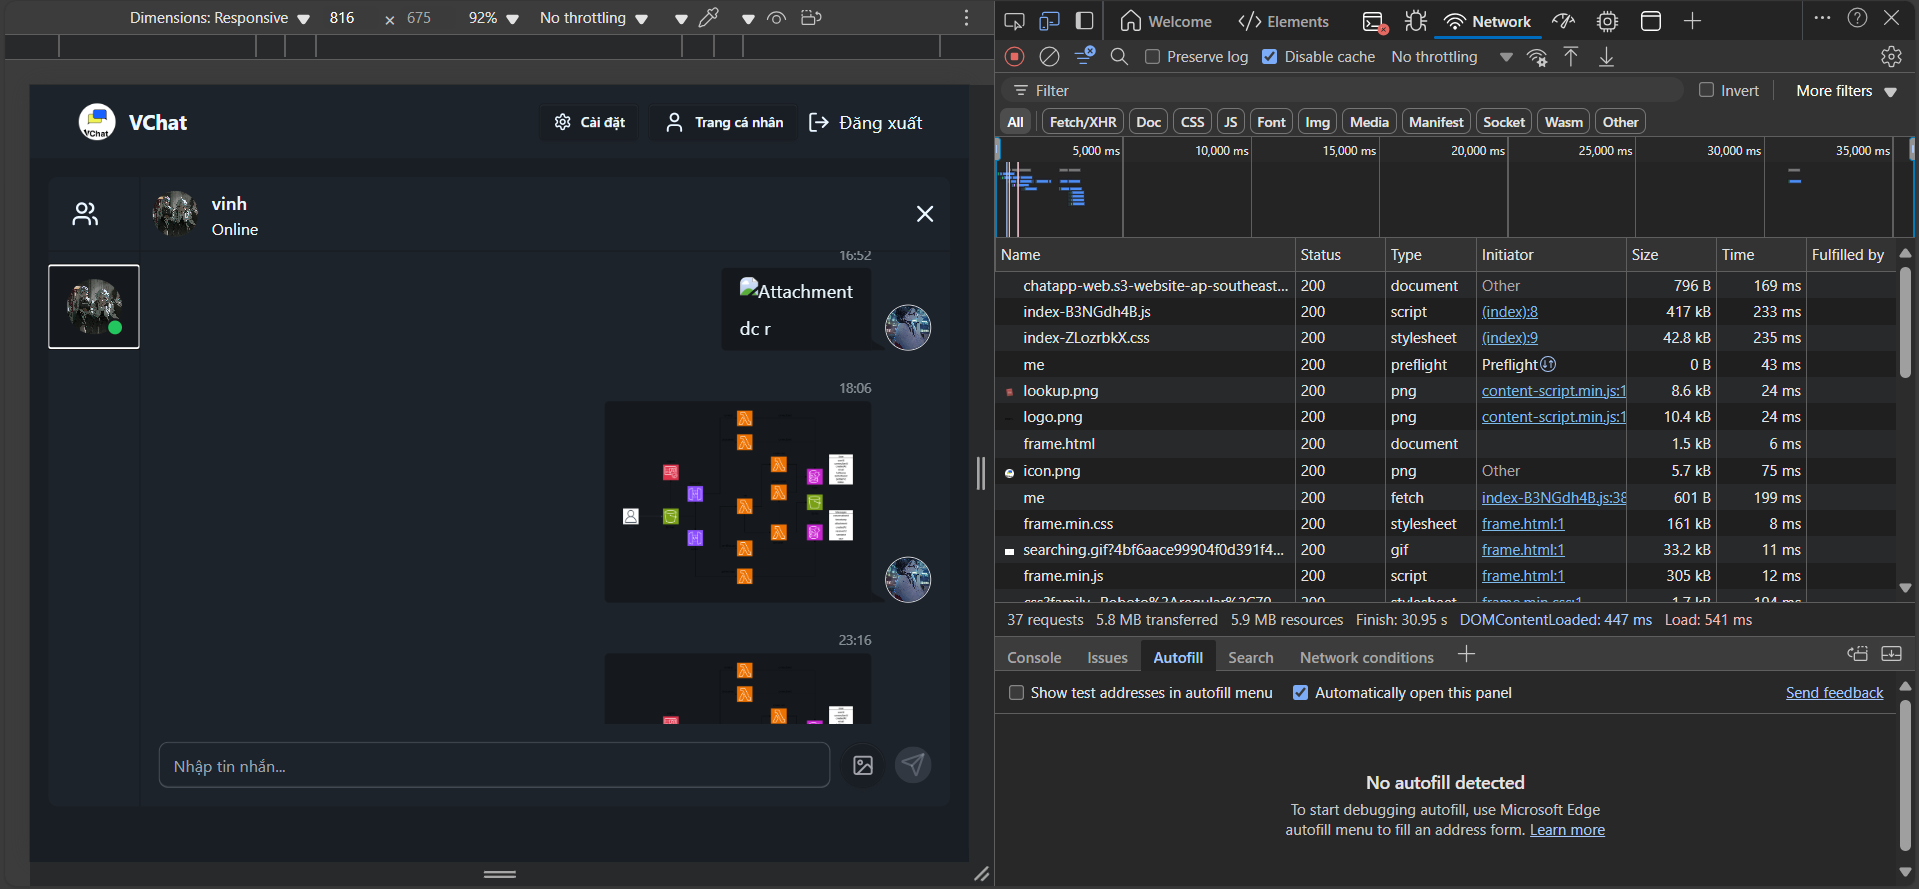 Dimensions: Responsive 816 × 675 92% No throttling
VChat
VChat
Cài đặt
Trang cá nhân
Đăng xuất
vinh
Online
16:52
Attachment
dc r
18:06
23:16
Nhập tin nhắn...
Welcome
Elements
Network
Preserve log
Disable cache
No throttling
Filter
Invert
More filters
All Fetch/XHR Doc CSS JS Font Img Media Manifest Socket Wasm Other
5,000 ms 10,000 ms 15,000 ms 20,000 ms 25,000 ms 30,000 ms 35,000 ms
Name Status Type Initiator Size Time Fulfilled by
chatapp-web.s3-website-ap-southeast... 200 document Other 796 B 169 ms
index-B3NGdh4B.js 200 script (index):8 417 kB 233 ms
index-ZLozrbkX.css 200 stylesheet (index):9 42.8 kB 235 ms
me 200 preflight Preflight 0 B 43 ms
lookup.png 200 png content-script.min.js:1 8.6 kB 24 ms
logo.png 200 png content-script.min.js:1 10.4 kB 24 ms
frame.html 200 document 1.5 kB 6 ms
icon.png 200 png Other 5.7 kB 75 ms
me 200 fetch index-B3NGdh4B.js:38 601 B 199 ms
frame.min.css 200 stylesheet frame.html:1 161 kB 8 ms
searching.gif?4bf6aace99904f0d391f4... 200 gif frame.html:1 33.2 kB 11 ms
frame.min.js 200 script frame.html:1 305 kB 12 ms
37 requests 5.8 MB transferred 5.9 MB resources Finish: 30.95 s DOMContentLoaded: 447 ms Load: 541 ms
Console Issues Autofill Search Network conditions
Show test addresses in autofill menu
Automatically open this panel
Send feedback
No autofill detected
To start debugging autofill, use Microsoft Edge
autofill menu to fill an address form. Learn more